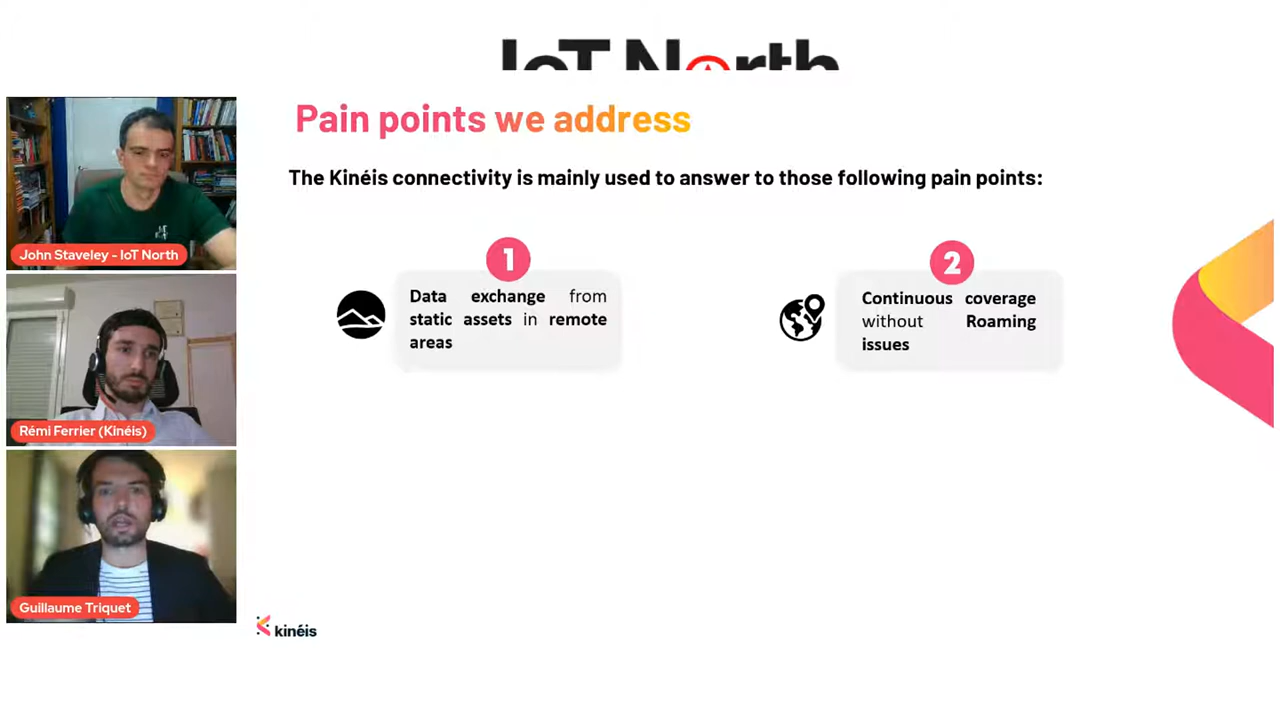 IoT North
Pain points we address
The Kinéis connectivity is mainly used to answer to those following pain points:
John Staveley - IoT North
1
Data exchange from
static assets in remote
areas
2
Continuous coverage
without Roaming
issues
Rémi Ferrier (Kinéis)
Guillaume Triquet
kinéis